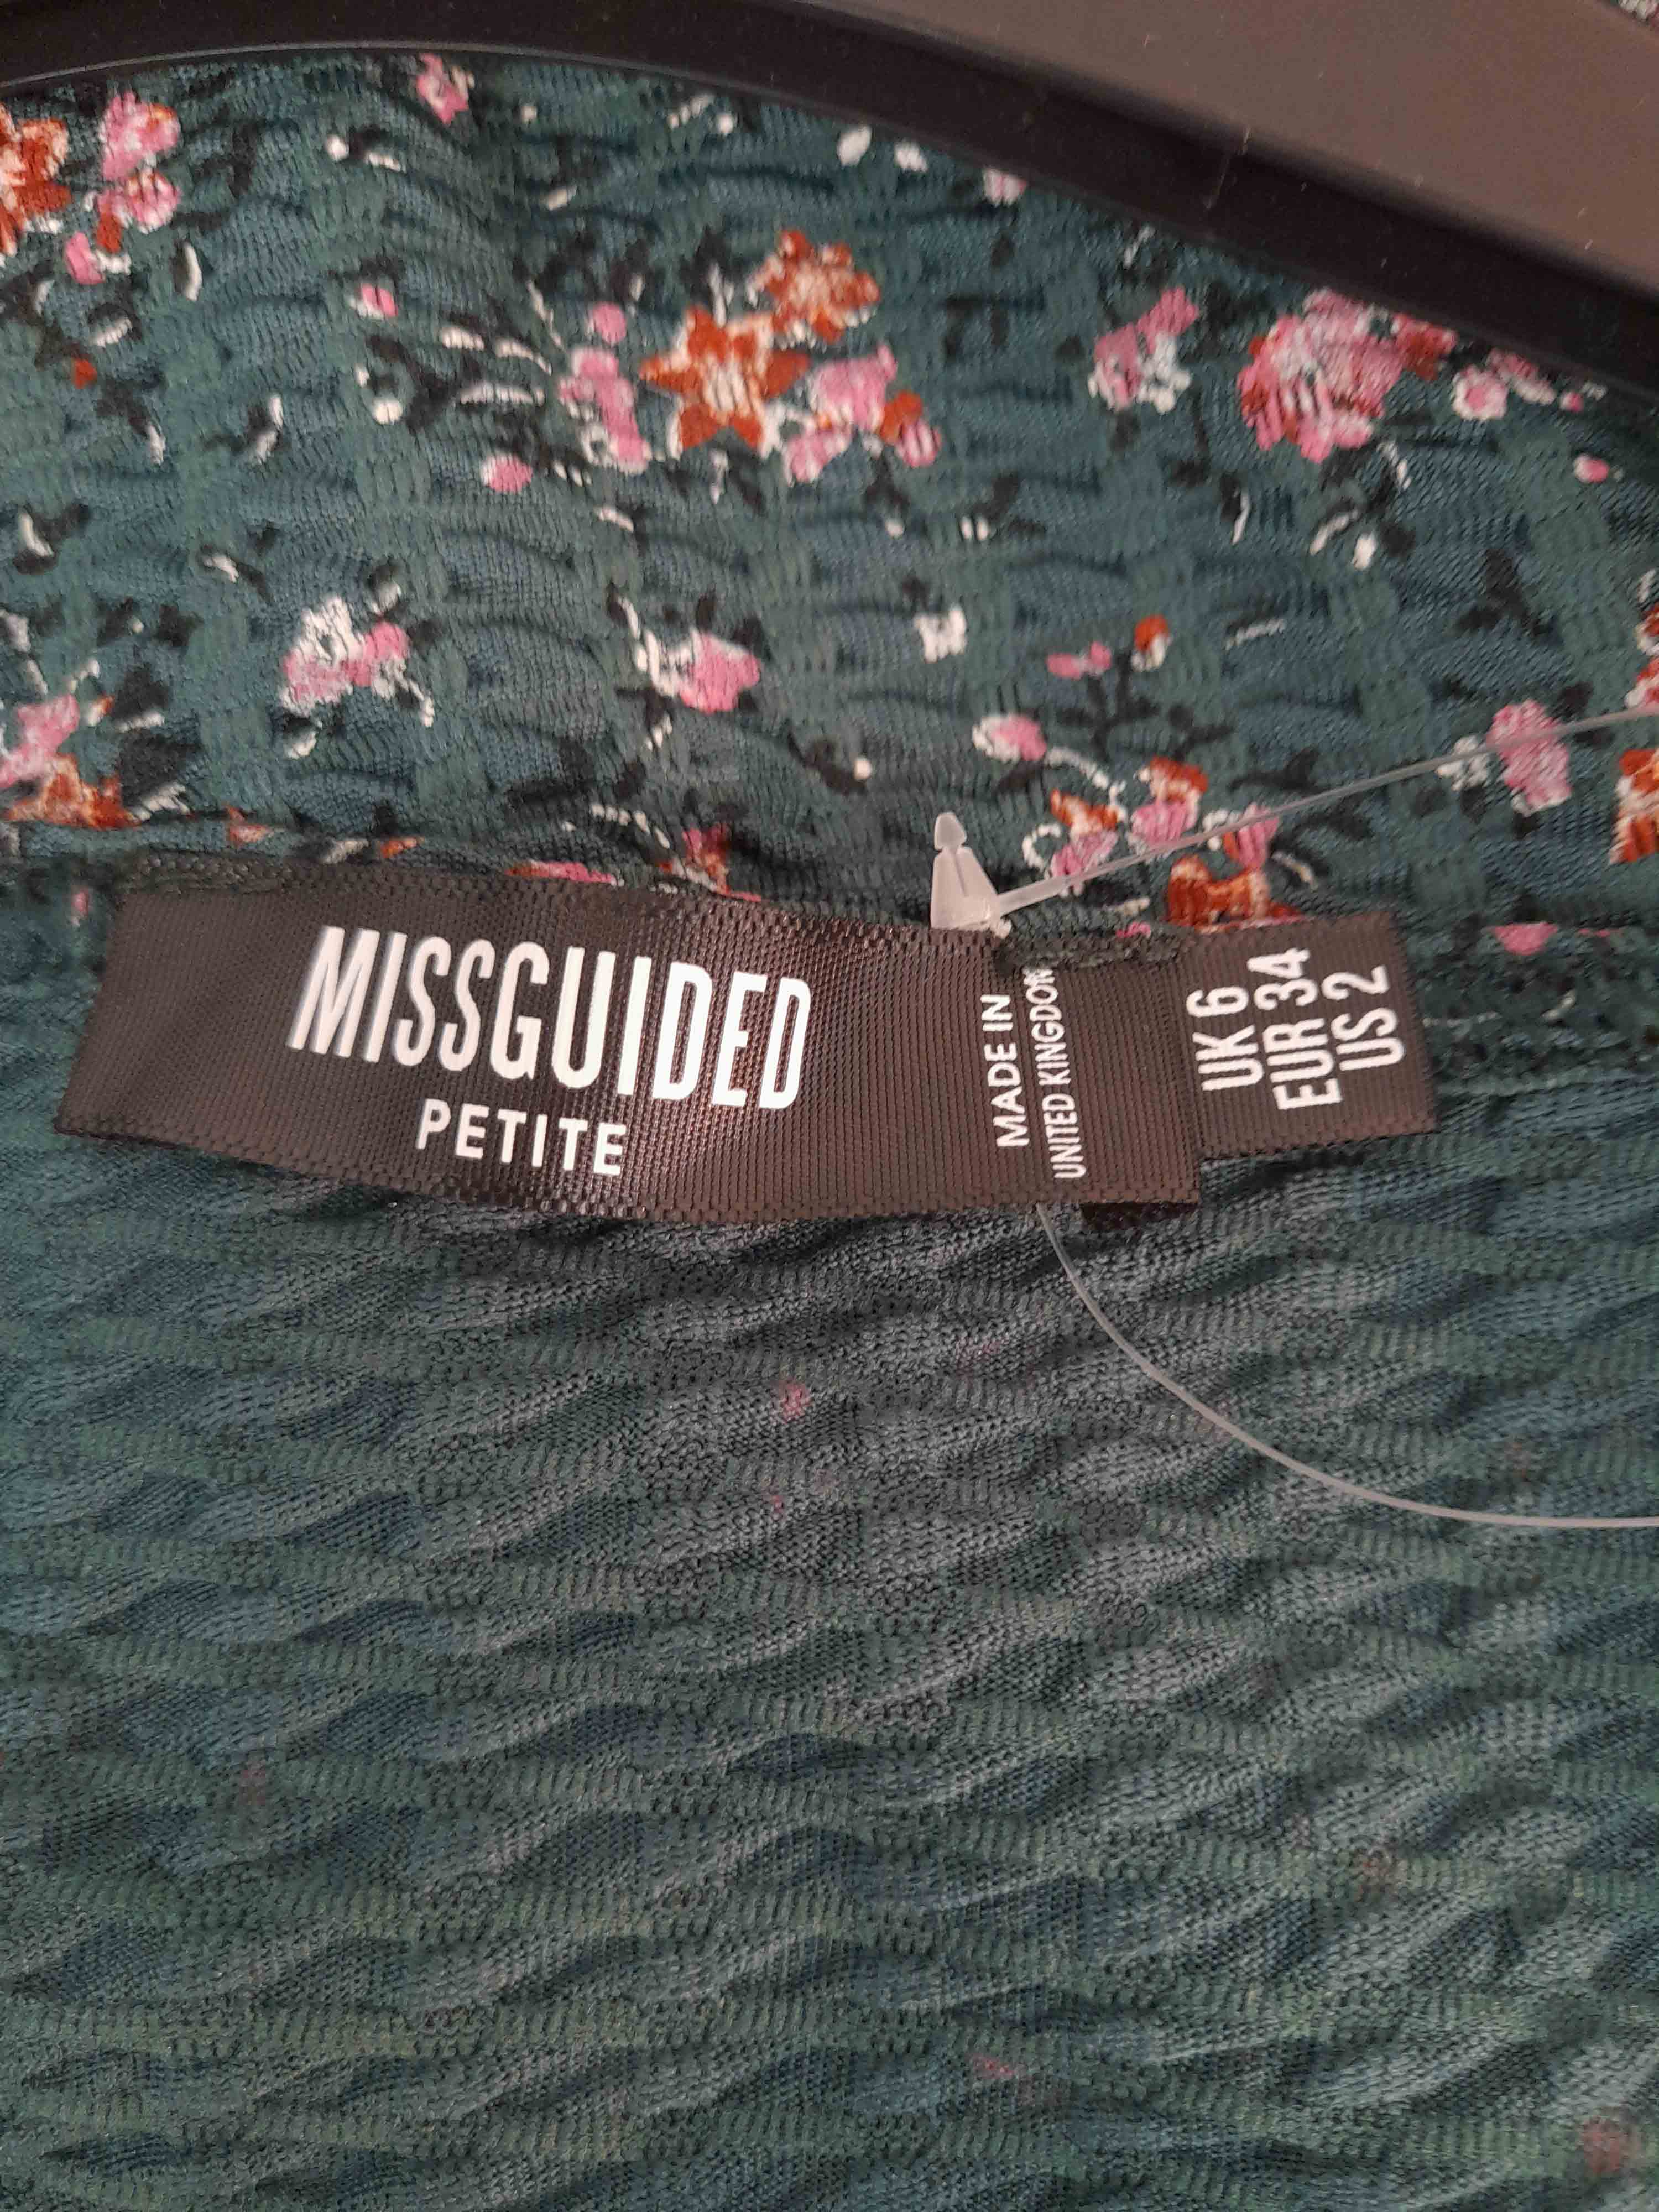 MISSGUIDED
PETITE
MADE IN
UNITED KINGDOM
UK 6
EUR 34
US 2